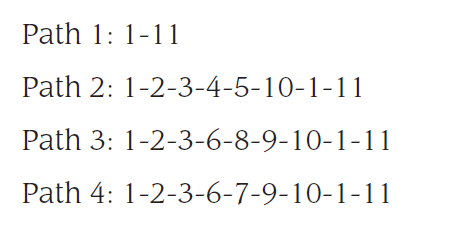 Path 1: 1-11
Path 2: 1-2-3-4-5-10-1-11
Path 3: 1-2-3-6-8-9-10-1-11
Path 4: 1-2-3-6-7-9-10-1-11